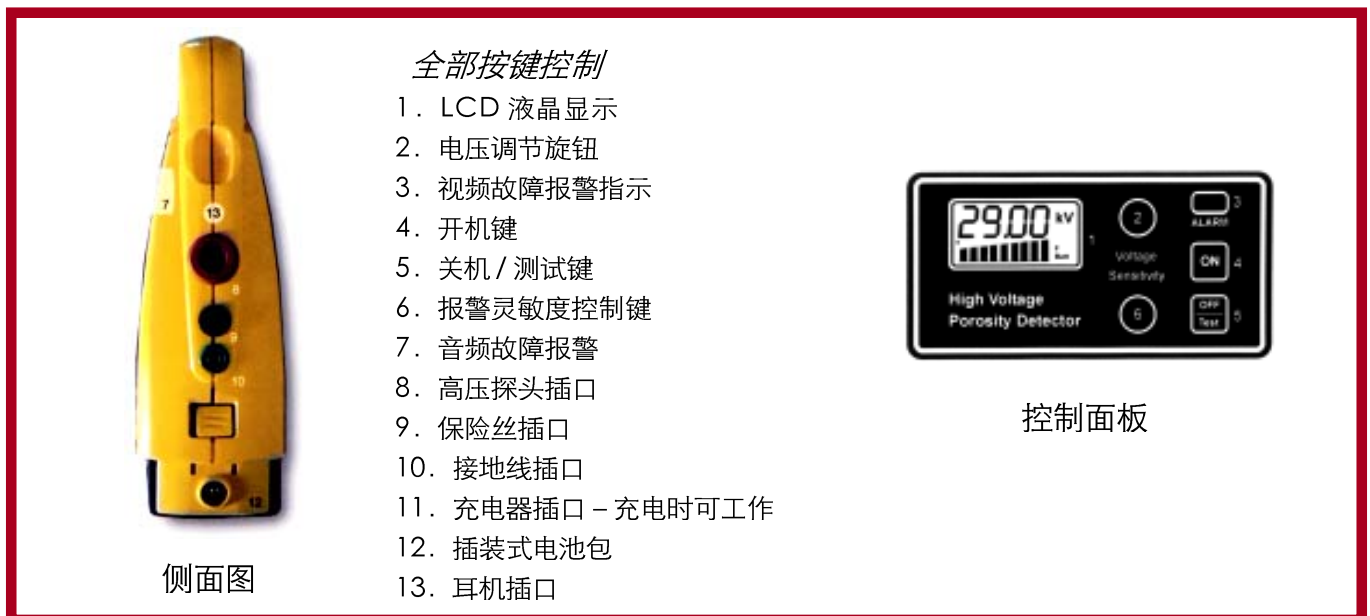 全部按键控制
1. LCD 液晶显示
2. 电压调节旋钮
3. 视频故障报警指示
4. 开机键
5. 关机 / 测试键
6. 报警灵敏度控制键
7. 音频故障报警
8. 高压探头插口
9. 保险丝插口
10. 接地线插口
11. 充电器插口 – 充电时可工作
12. 插装式电池包
13. 耳机插口
7
13
8
9
10
12
侧面图
29.00 kV
1
2
Voltage
Sensitivity
6
3
ALARM
ON 4
OFF
Test 5
High Voltage
Porosity Detector
控制面板